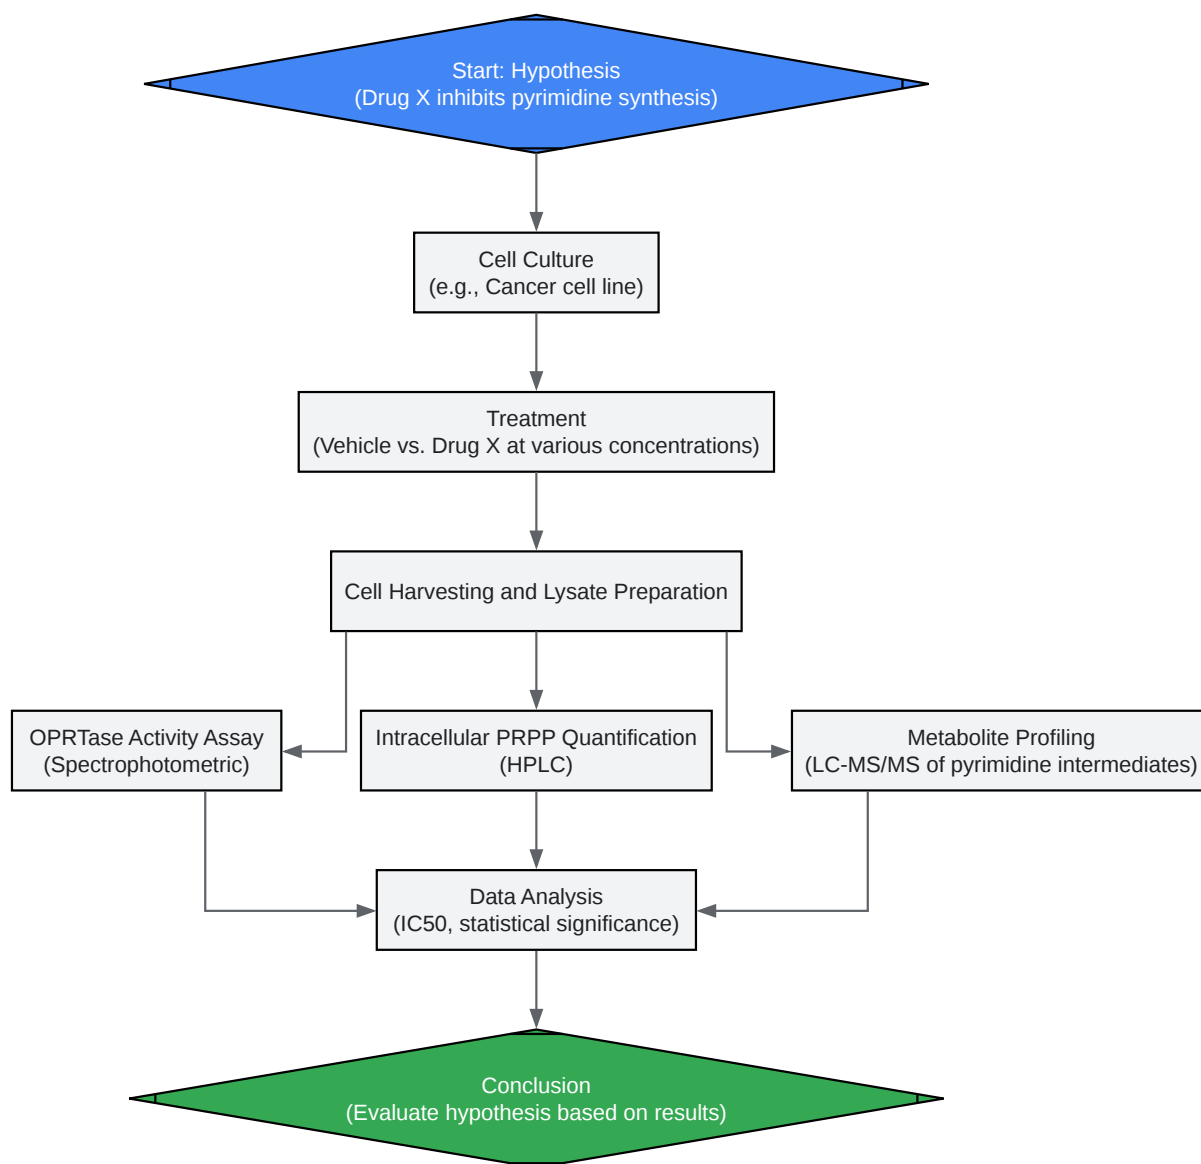 Start: Hypothesis
(Drug X inhibits pyrimidine synthesis)
Cell Culture
(e.g., Cancer cell line)
Treatment
(Vehicle vs. Drug X at various concentrations)
Cell Harvesting and Lysate Preparation
OPRTase Activity Assay
(Spectrophotometric)
Intracellular PRPP Quantification
(HPLC)
Metabolite Profiling
(LC-MS/MS of pyrimidine intermediates)
Data Analysis
(IC50, statistical significance)
Conclusion
(Evaluate hypothesis based on results)